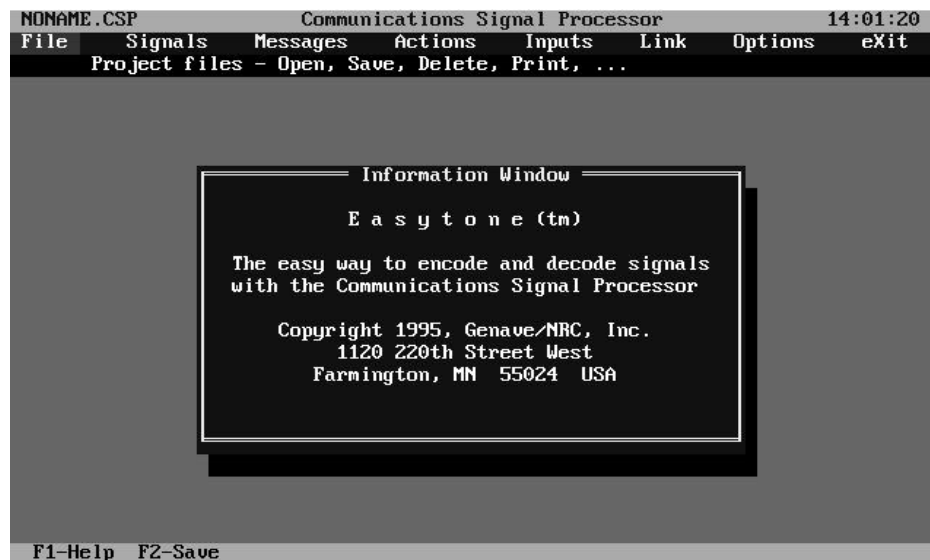 NONAME.CSP Communications Signal Processor 14:01:20
File Signals Messages Actions Inputs Link Options eXit
Project files - Open, Save, Delete, Print, ...
Information Window
E a s y t o n e (tm)
The easy way to encode and decode signals
with the Communications Signal Processor
Copyright 1995, Genave/NRC, Inc.
1120 220th Street West
Farmington, MN 55024 USA
F1-Help F2-Save